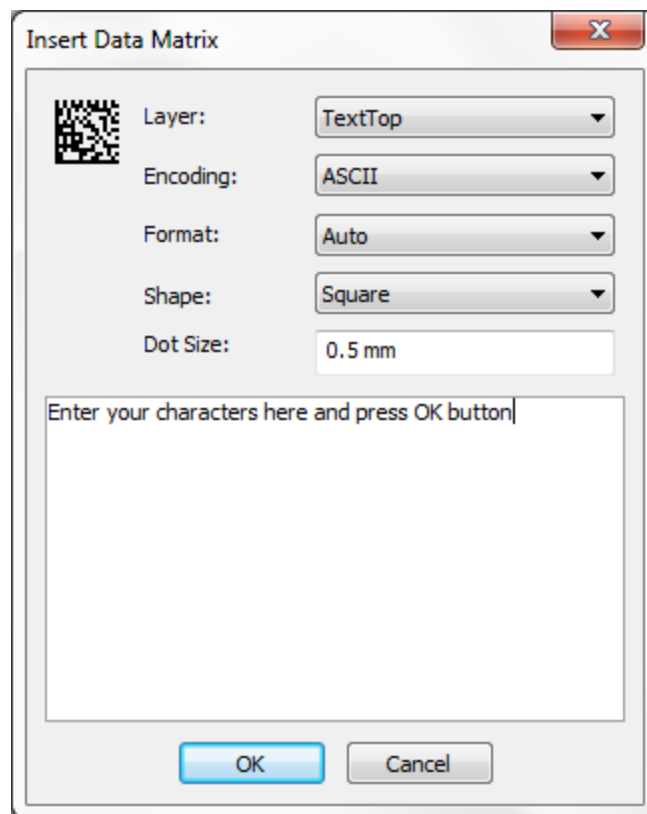 Insert Data Matrix
Layer: TextTop
Encoding: ASCII
Format: Auto
Shape: Square
Dot Size: 0.5 mm
Enter your characters here and press OK button
OK Cancel